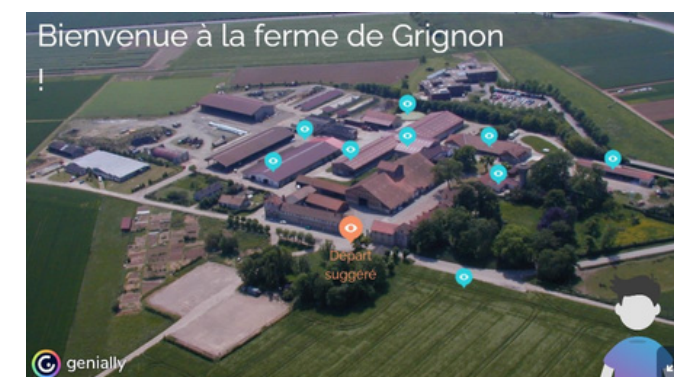 Bienvenue à la ferme de Grignon
!
Départ
suggéré
genially